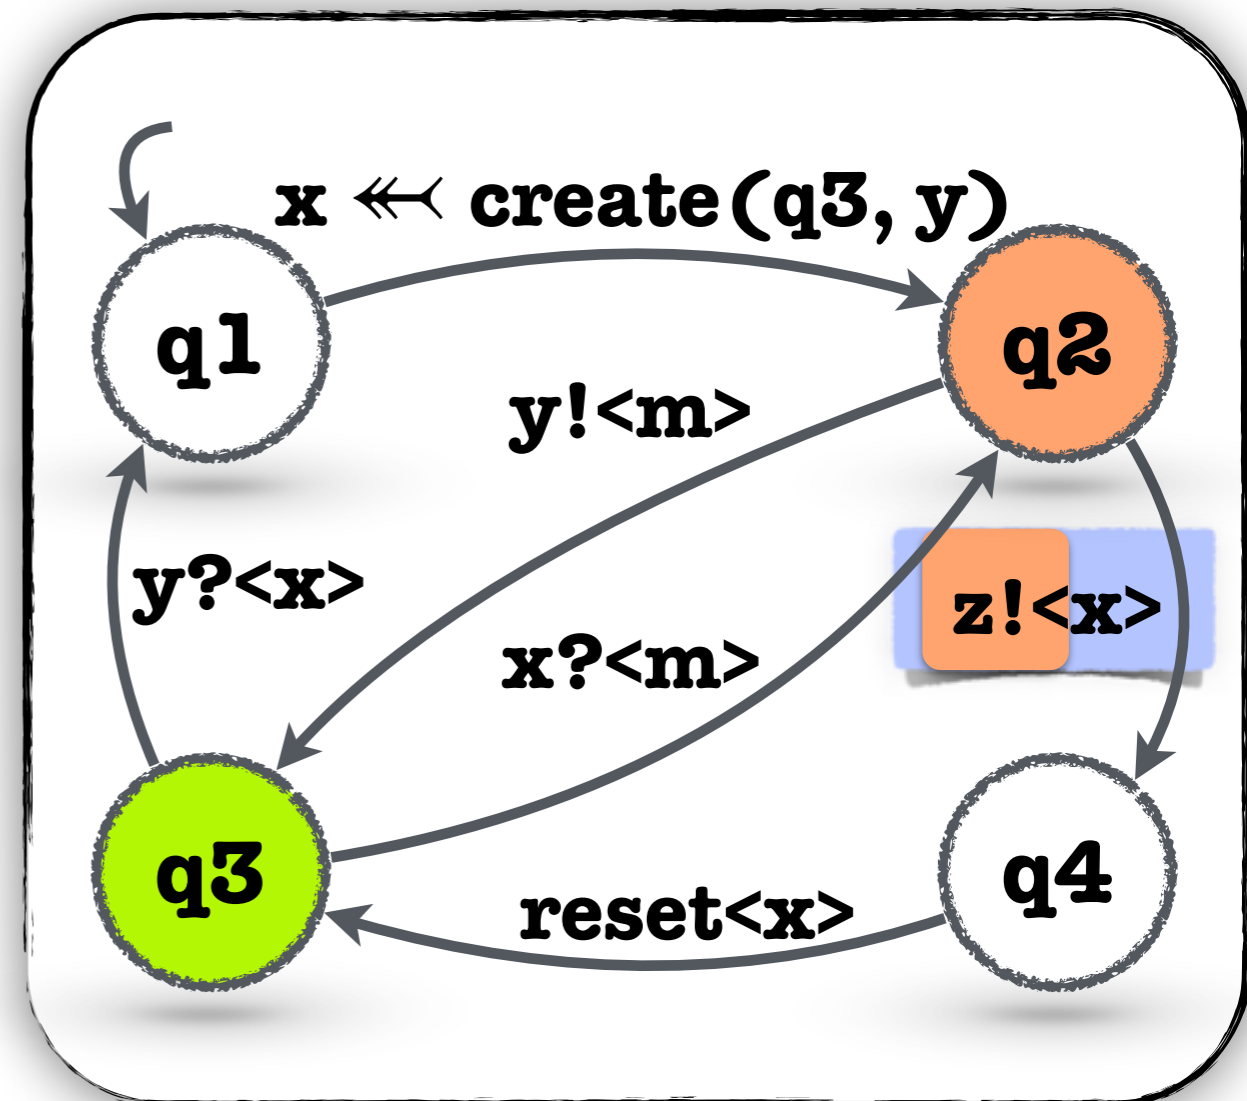 x ⤛ create(q3, y)
q1
q2
y!<m>
y?<x>
z!<x>
x?<m>
q3
q4
reset<x>